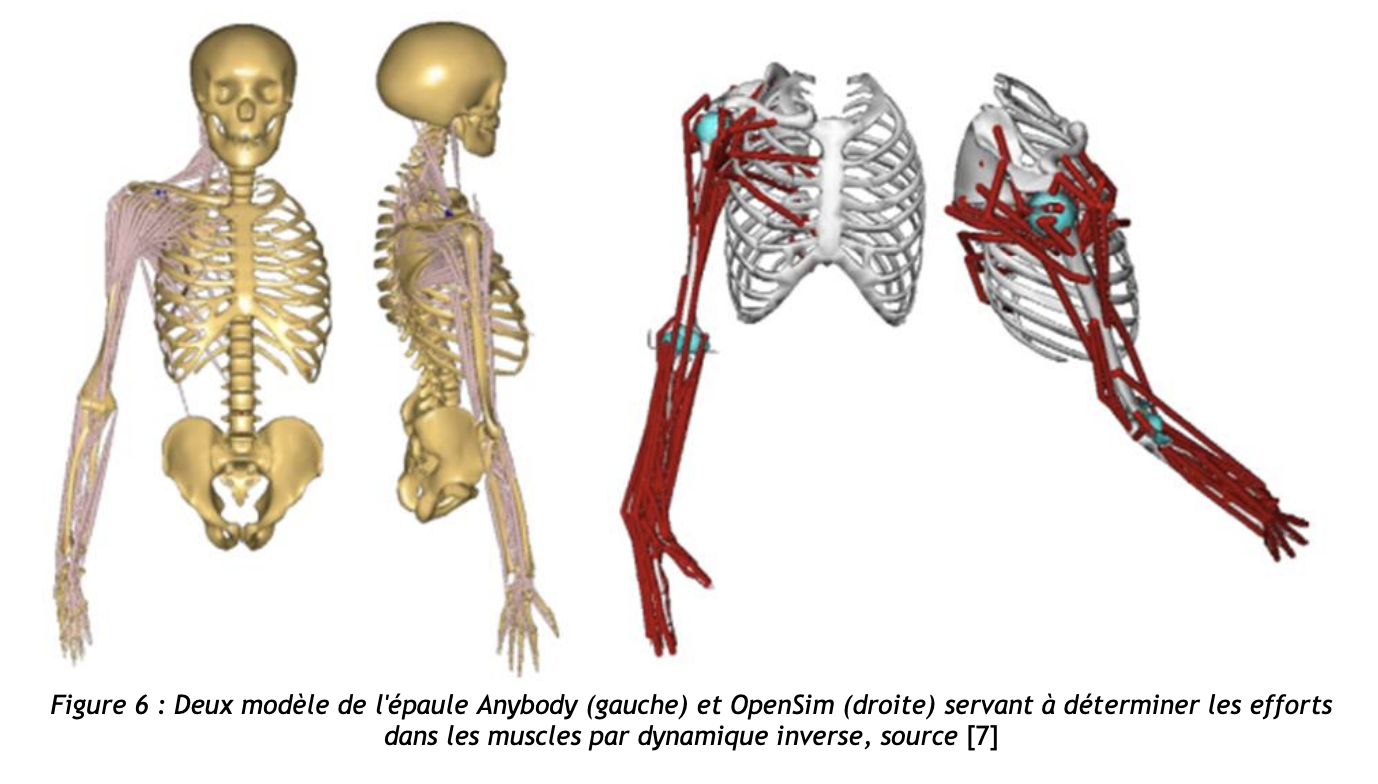 Figure 6 : Deux modèle de l'épaule Anybody (gauche) et OpenSim (droite) servant à déterminer les efforts
dans les muscles par dynamique inverse, source [7]